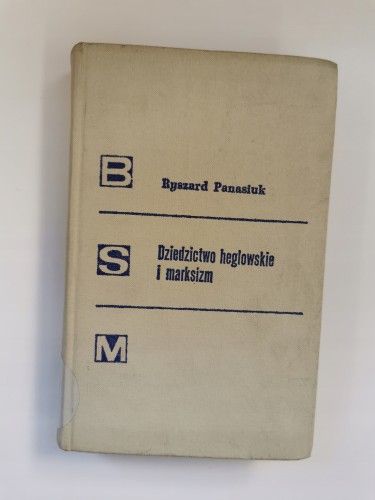 B
Ryszard Panasiuk
S
Dziedzictwo heglowskie
i marksizm
M